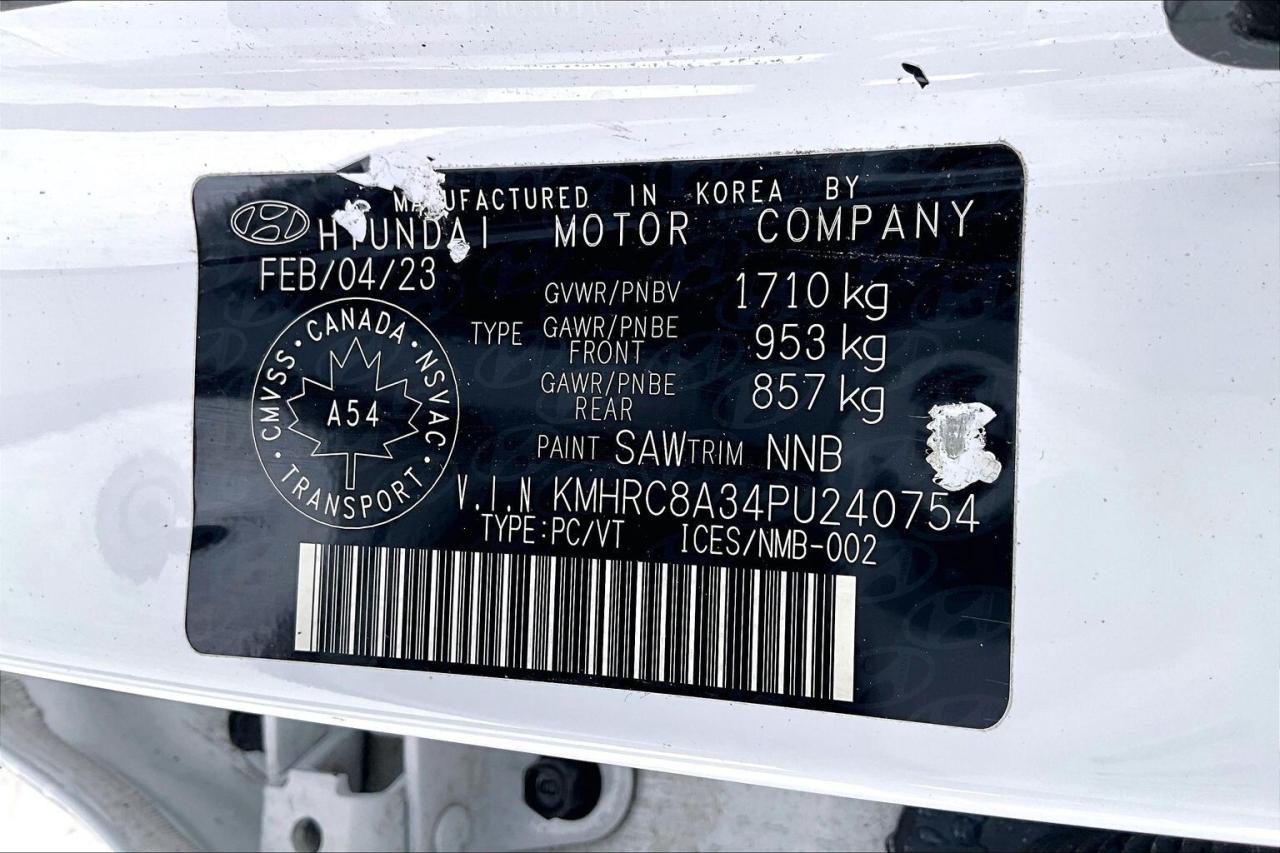 MANUFACTURED IN KOREA BY
HYUNDAI MOTOR COMPANY
FEB/04/23
GVWR/PNBV 1710 kg
TYPE GAWR/PNBE FRONT 953 kg
GAWR/PNBE REAR 857 kg
CMVSS · CANADA · NSVAC · TRANSPORT ·
A54
PAINT SAW TRIM NNB
V.I.N KMHRC8A34PU240754
TYPE:PC/VT ICES/NMB-002